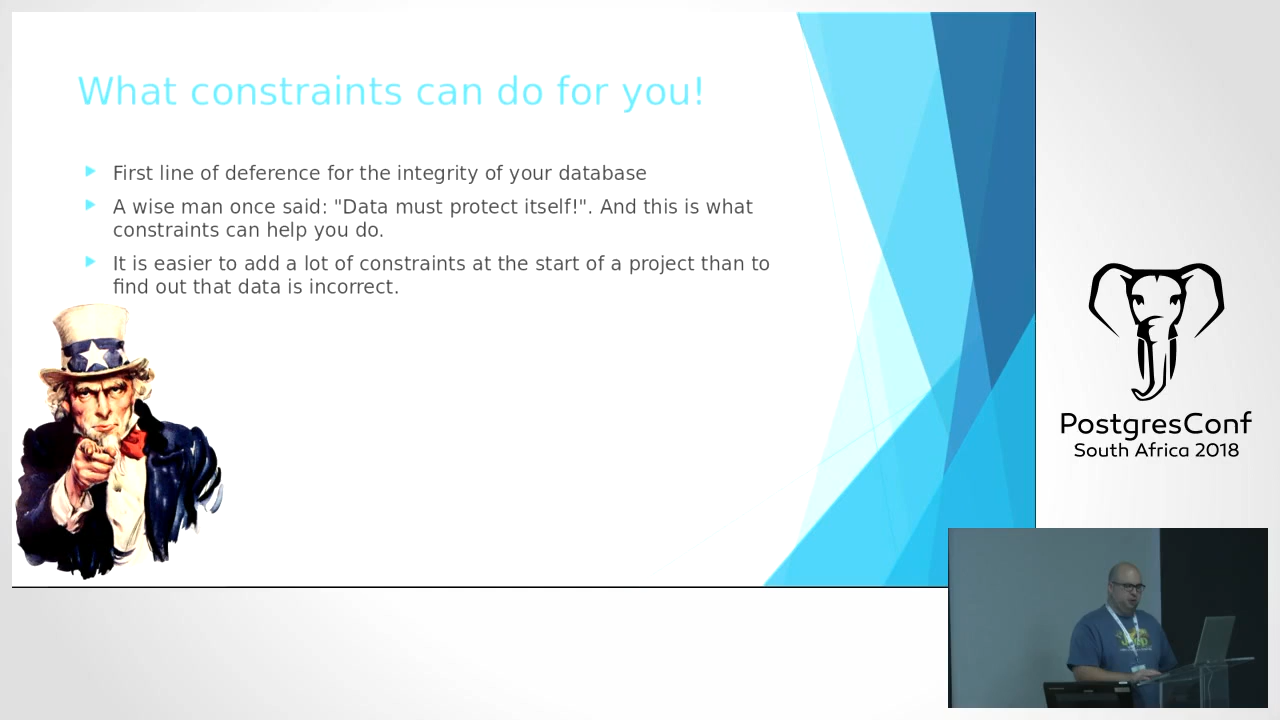 What constraints can do for you!
First line of deference for the integrity of your database
A wise man once said: "Data must protect itself!". And this is what
constraints can help you do.
It is easier to add a lot of constraints at the start of a project than to
find out that data is incorrect.
PostgresConf
South Africa 2018